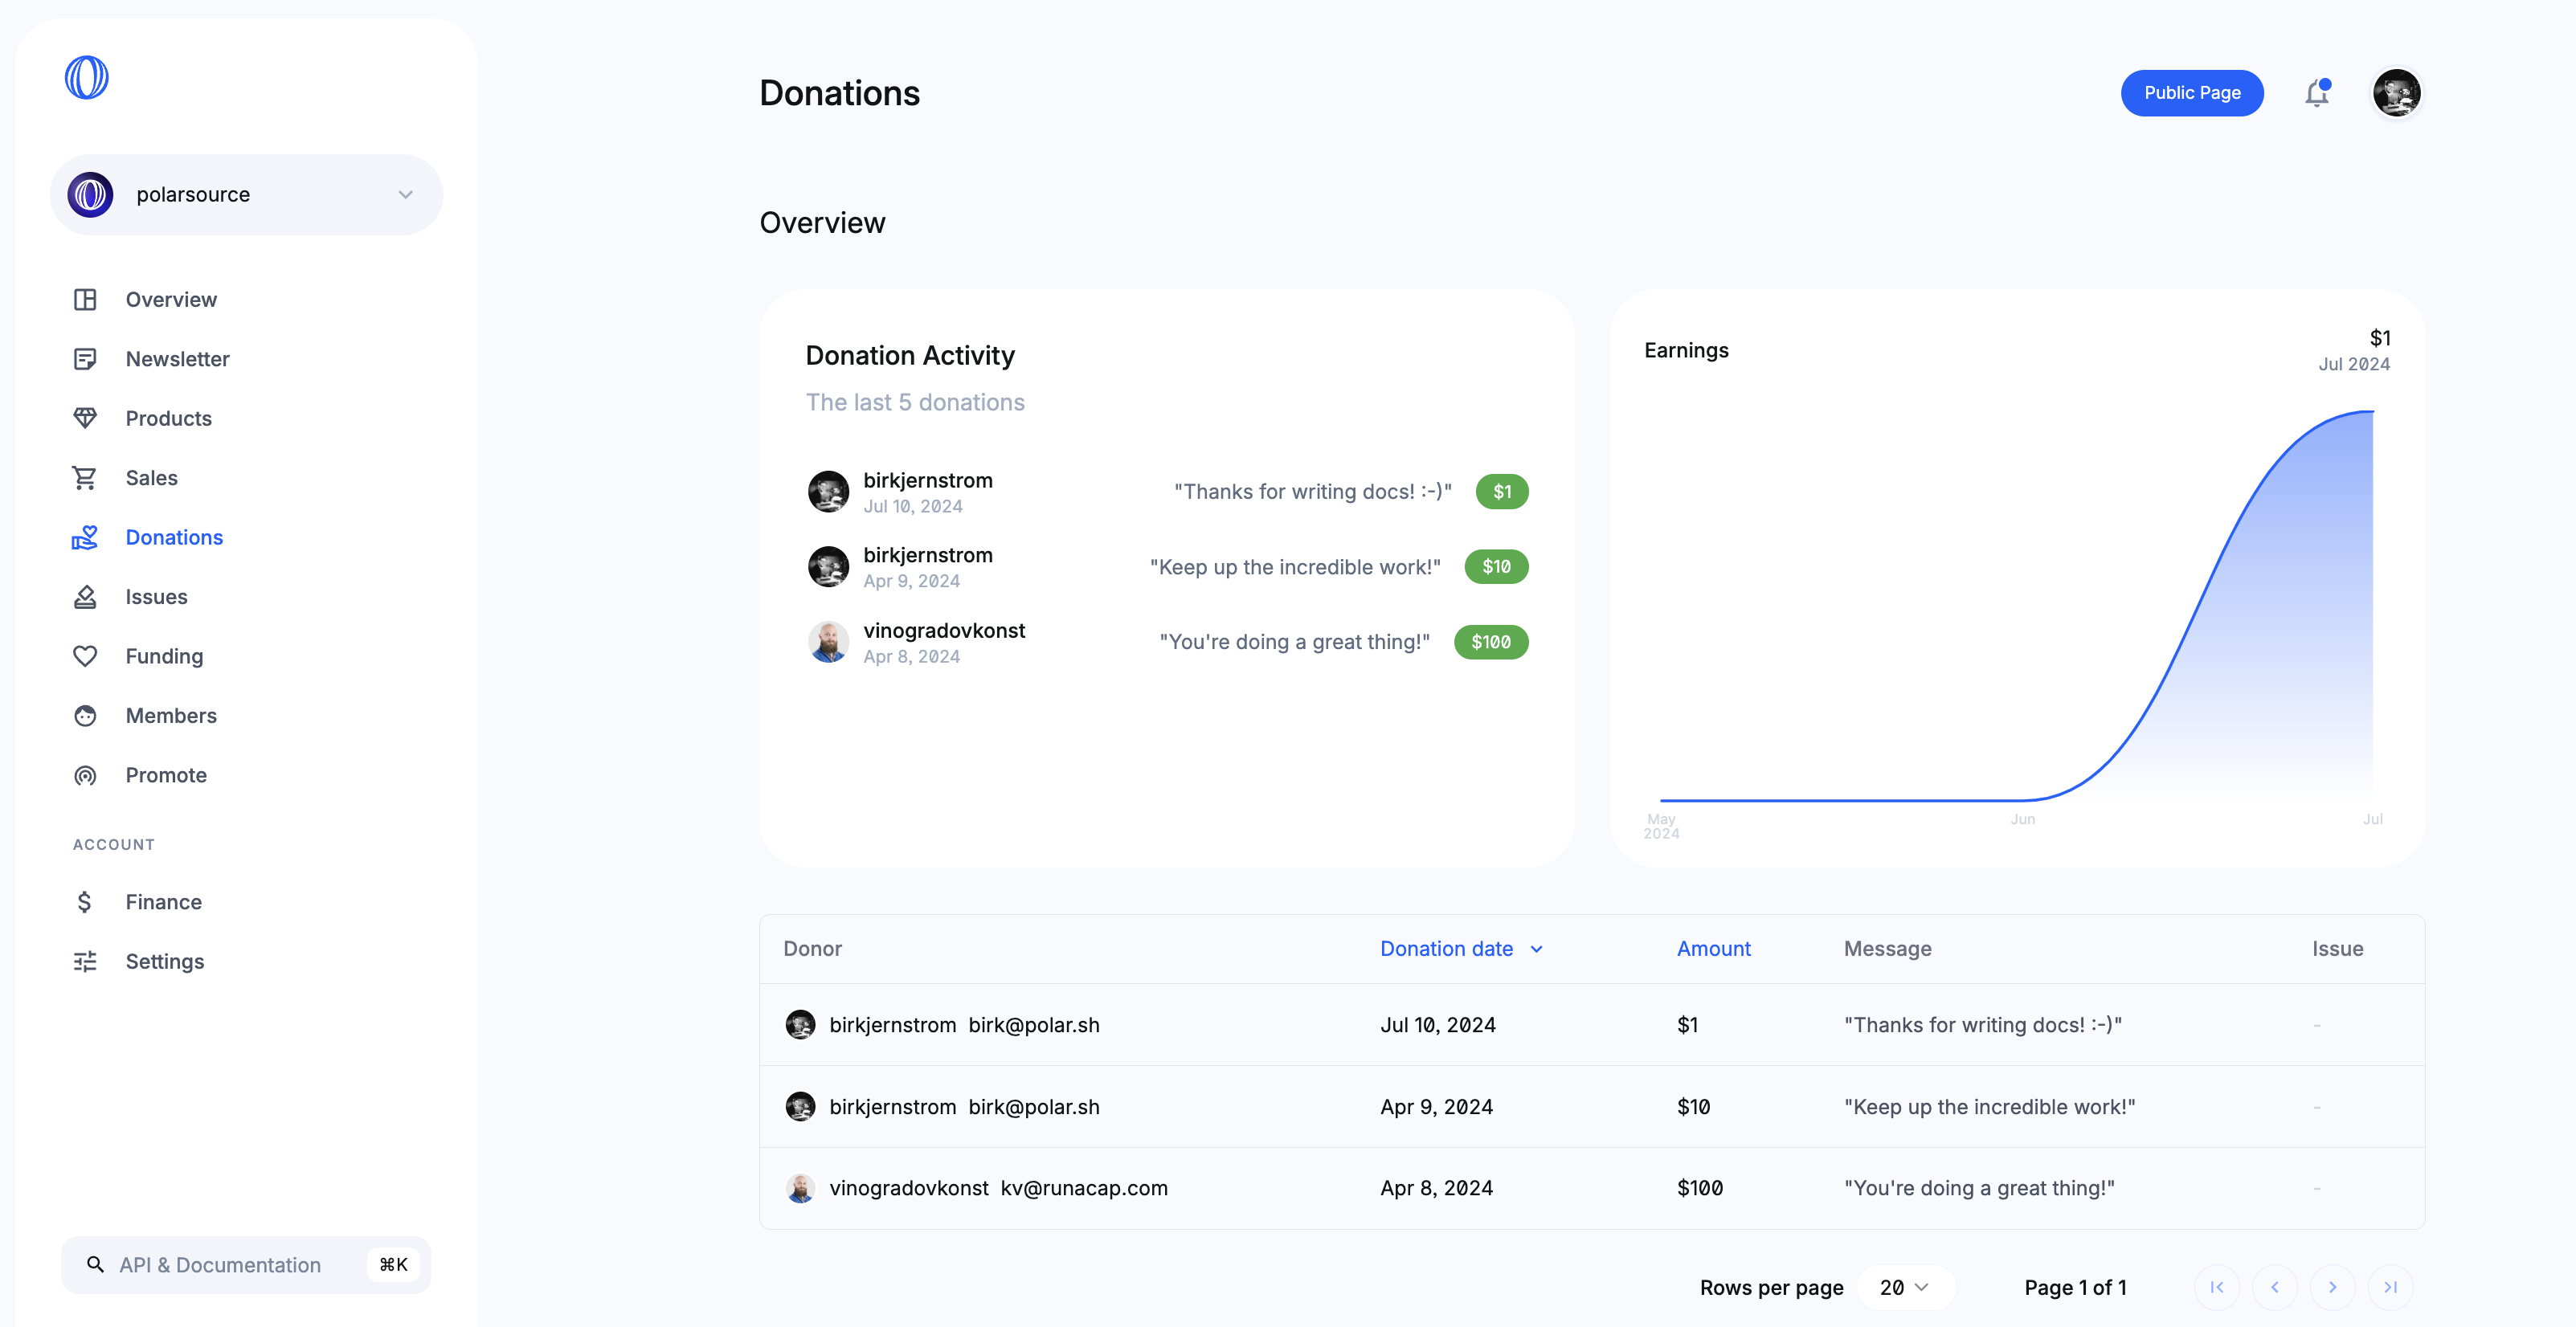 polarsource
Overview
Newsletter
Products
Sales
Donations
Issues
Funding
Members
Promote
ACCOUNT
Finance
Settings
API & Documentation ⌘K
Donations
Public Page
Overview
Donation Activity
The last 5 donations
birkjernstrom "Thanks for writing docs! :-)" $1
Jul 10, 2024
birkjernstrom "Keep up the incredible work!" $10
Apr 9, 2024
vinogradovkonst "You're doing a great thing!" $100
Apr 8, 2024
Earnings
$1
Jul 2024
May Jun Jul
2024
Donor Donation date Amount Message Issue
birkjernstrom birk@polar.sh Jul 10, 2024 $1 "Thanks for writing docs! :-)" -
birkjernstrom birk@polar.sh Apr 9, 2024 $10 "Keep up the incredible work!" -
vinogradovkonst kv@runacap.com Apr 8, 2024 $100 "You're doing a great thing!" -
Rows per page 20 Page 1 of 1